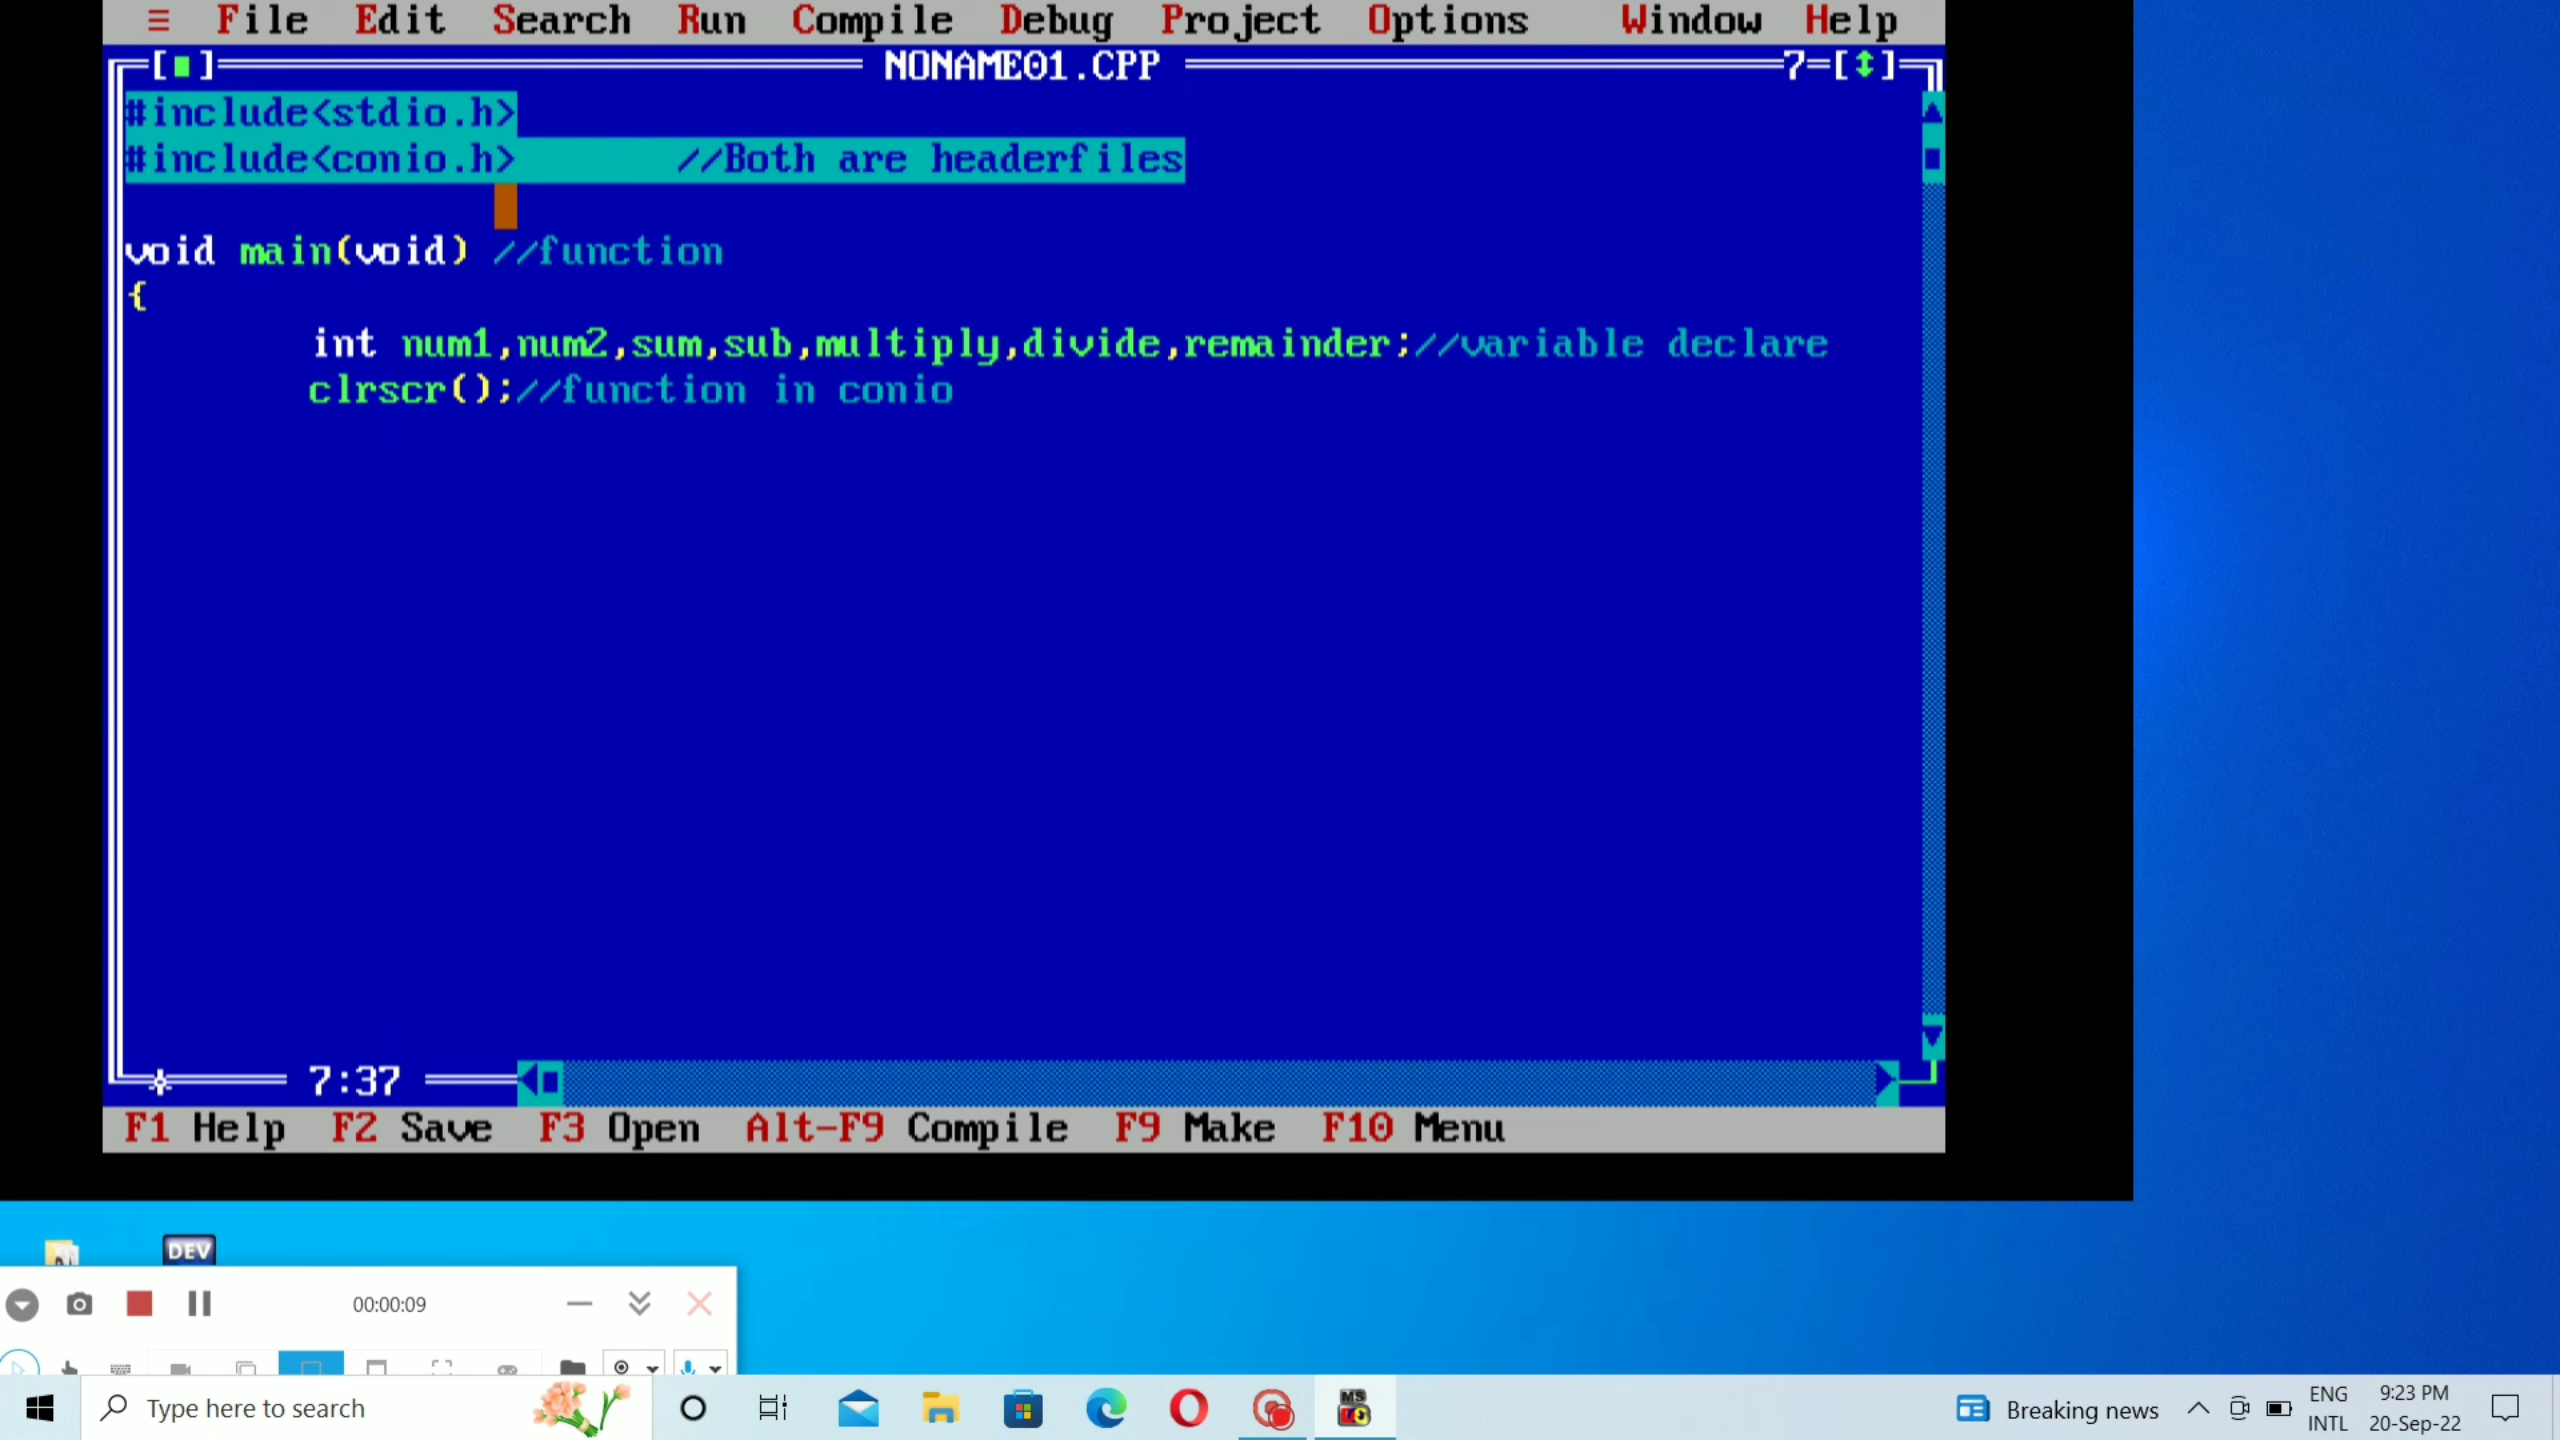 ≡ File Edit Search Run Compile Debug Project Options Window Help
[■] NONAME01.CPP 7=[↕]
#include<stdio.h>
#include<conio.h> //Both are headerfiles
void main(void) //function
{
int num1,num2,sum,sub,multiply,divide,remainder;//variable declare
clrscr();//function in conio
7:37
F1 Help F2 Save F3 Open Alt-F9 Compile F9 Make F10 Menu
DEV
00:00:09
Type here to search
MS
Breaking news
ENG
INTL
9:23 PM
20-Sep-22